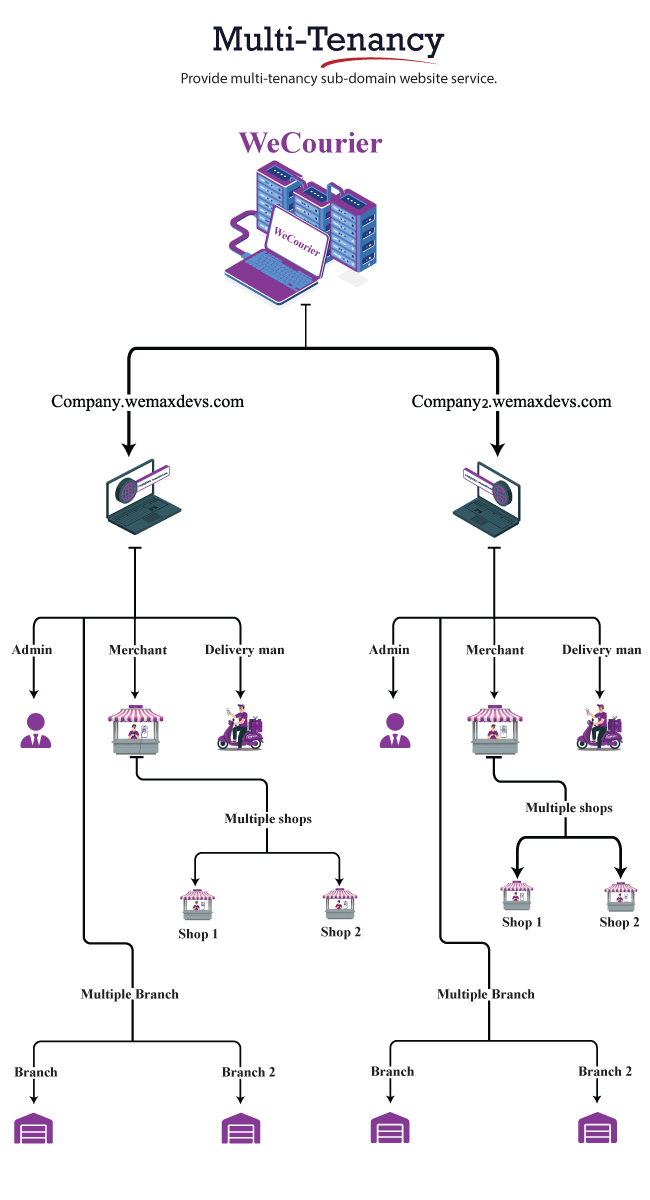 Multi-Tenancy
Provide multi-tenancy sub-domain website service.
WeCourier
WeCourier
Company.wemaxdevs.com
Company2.wemaxdevs.com
Admin
Merchant
Delivery man
Admin
Merchant
Delivery man
Multiple shops
Multiple shops
Shop 1
Shop 2
Shop 1
Shop 2
Multiple Branch
Multiple Branch
Branch
Branch 2
Branch
Branch 2